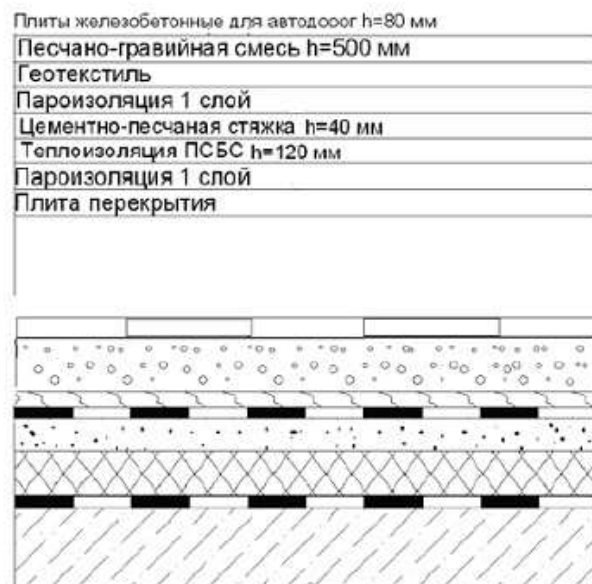 Плиты железобетонные для автодооог h=80 мм
Песчано-гравийная смесь h=500 мм
Геотекстиль
Пароизоляция 1 слой
Цементно-песчаная стяжка h=40 мм
Теплоизоляция ПСБС h=120 мм
Пароизоляция 1 слой
Плита перекрытия